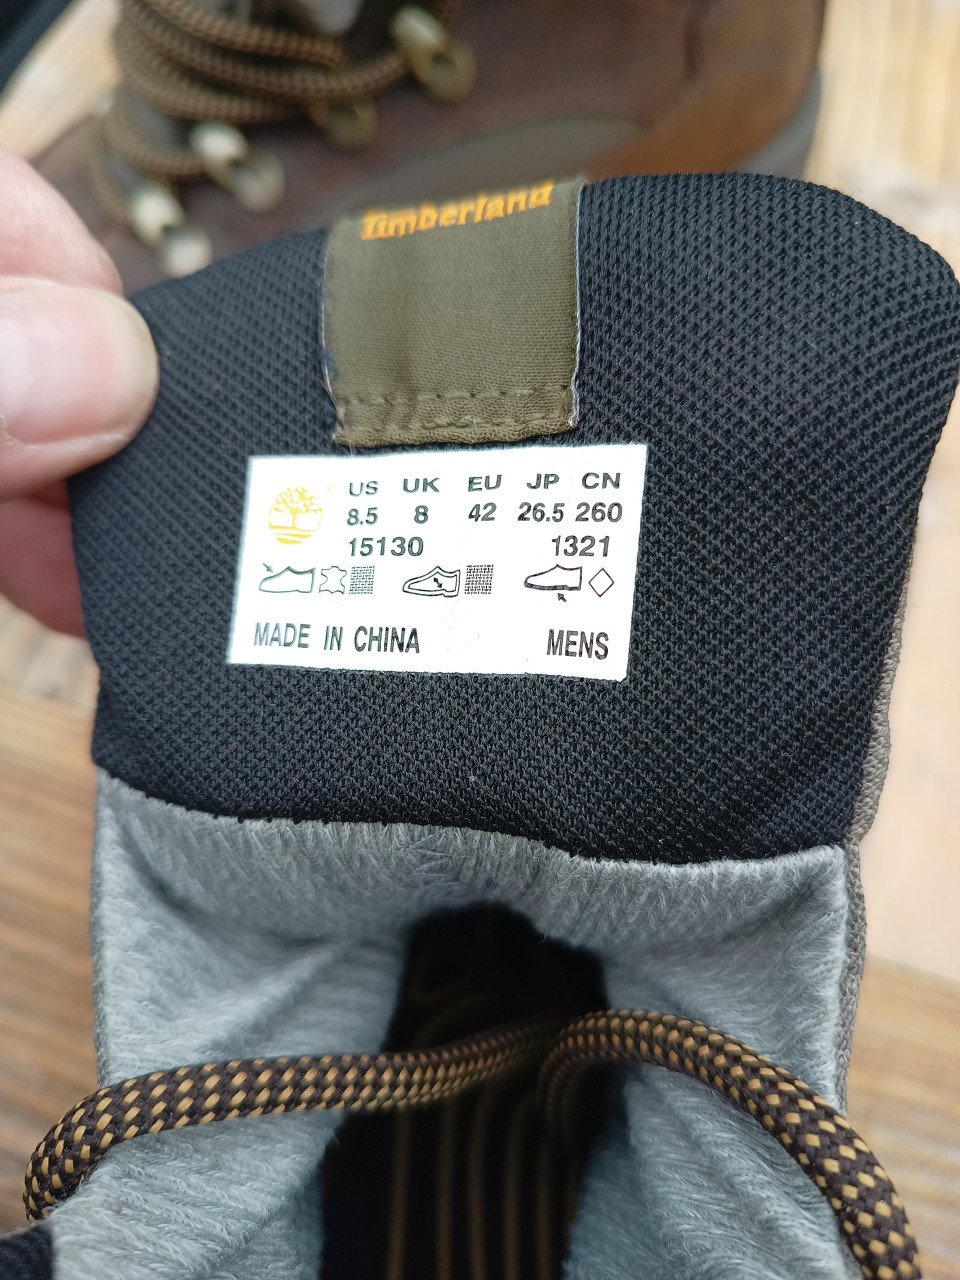 Timberland
US UK EU JP CN
8.5 8 42 26.5 260
15130 1321
MADE IN CHINA MENS